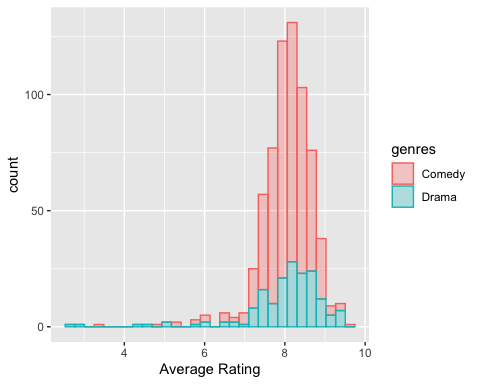 100
50
0
count
4 6 8 10
Average Rating
genres
Comedy
Drama